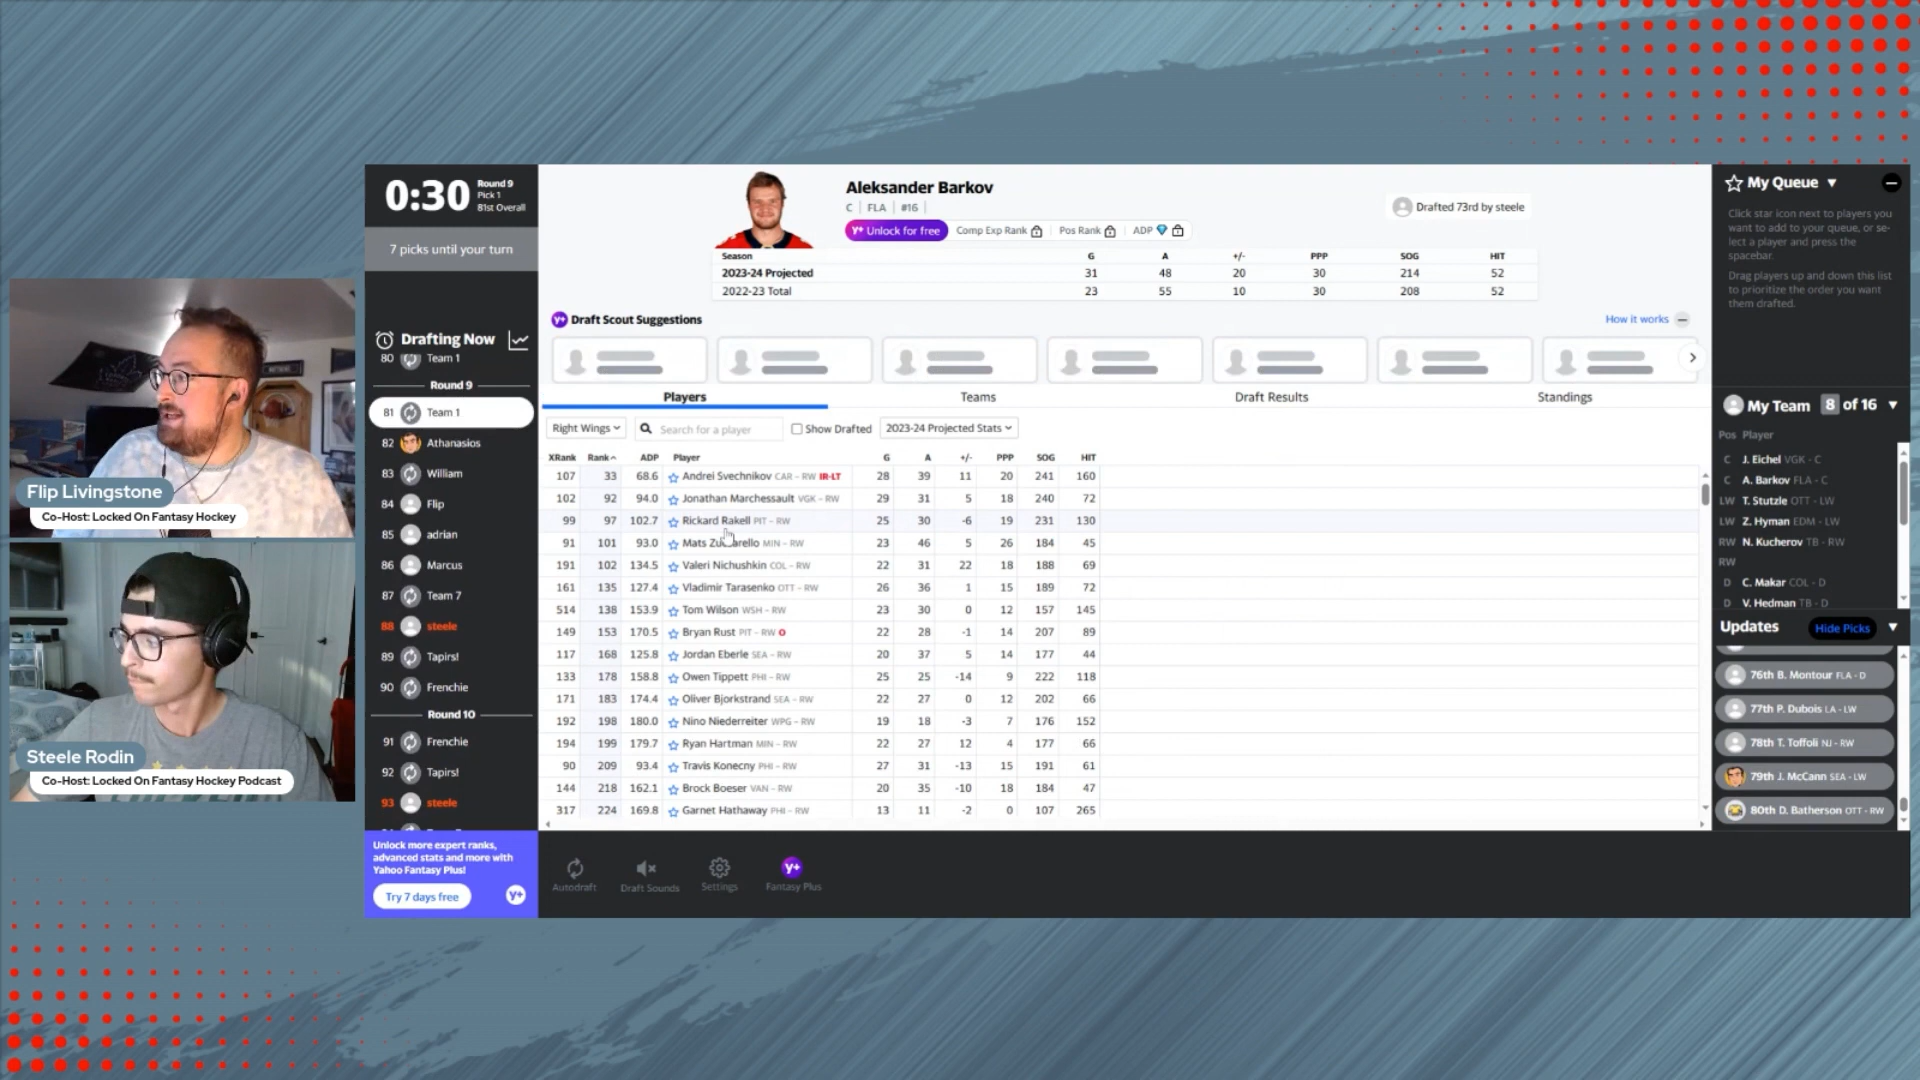 Flip Livingstone
Co-Host: Locked On Fantasy Hockey
Steele Rodin
Co-Host: Locked On Fantasy Hockey Podcast
0:30
Round 9
Pick 1
81st Overall
7 picks until your turn
Drafting Now
80 Team 1
Round 9
81 Team 1
82 Athanasios
83 William
84 Flip
85 adrian
86 Marcus
87 Team 7
88 steele
89 Tapirs!
90 Frenchie
Round 10
91 Frenchie
92 Tapirs!
93 steele
Unlock more expert ranks,
advanced stats and more with
Yahoo Fantasy Plus!
Try 7 days free
y+
Aleksander Barkov
C | FLA | #16 |
Y+ Unlock for free Comp Exp Rank | Pos Rank | ADP
Drafted 73rd by steele
Season G A +/- PPP SOG HIT
2023-24 Projected 31 48 20 30 214 52
2022-23 Total 23 55 10 30 208 52
y+ Draft Scout Suggestions
How it works
Players Teams Draft Results Standings
Right Wings Search for a player Show Drafted 2023-24 Projected Stats
XRank Rank ADP Player G A +/- PPP SOG HIT
107 33 68.6 Andrei Svechnikov CAR - RW IR-LT 28 39 11 20 241 160
102 92 94.0 Jonathan Marchessault VGK - RW 29 31 5 18 240 72
99 97 102.7 Rickard Rakell PIT - RW 25 30 -6 19 231 130
91 101 93.0 Mats Zuccarello MIN - RW 23 46 5 26 184 45
191 102 134.5 Valeri Nichushkin COL - RW 22 31 22 18 188 69
161 135 127.4 Vladimir Tarasenko OTT - RW 26 36 1 15 189 72
514 138 153.9 Tom Wilson WSH - RW 23 30 0 12 157 145
149 153 170.5 Bryan Rust PIT - RW O 22 28 -1 14 207 89
117 168 125.8 Jordan Eberle SEA - RW 20 37 5 14 177 44
133 178 158.8 Owen Tippett PHI - RW 25 25 -14 9 222 118
171 183 174.4 Oliver Bjorkstrand SEA - RW 22 27 0 12 202 66
192 198 180.0 Nino Niederreiter WPG - RW 19 18 -3 7 176 152
194 199 179.7 Ryan Hartman MIN - RW 22 27 12 4 177 66
90 209 93.4 Travis Konecny PHI - RW 27 31 -13 15 191 61
144 218 162.1 Brock Boeser VAN - RW 20 35 -10 18 184 47
317 224 169.8 Garnet Hathaway PHI - RW 13 11 -2 0 107 265
Autodraft
Draft Sounds
Settings
y+
Fantasy Plus
My Queue
Click star icon next to players you
want to add to your queue, or se-
lect a player and press the
spacebar.
Drag players up and down this list
to prioritize the order you want
them drafted.
My Team 8 of 16
Pos Player
C J. Eichel VGK - C
C A. Barkov FLA - C
LW T. Stutzle OTT - LW
LW Z. Hyman EDM - LW
RW N. Kucherov TB - RW
RW
D C. Makar COL - D
D V. Hedman TB - D
Updates Hide Picks
76th B. Montour FLA - D
77th P. Dubois LA - LW
78th T. Toffoli NJ - RW
79th J. McCann SEA - LW
80th D. Batherson OTT - RW